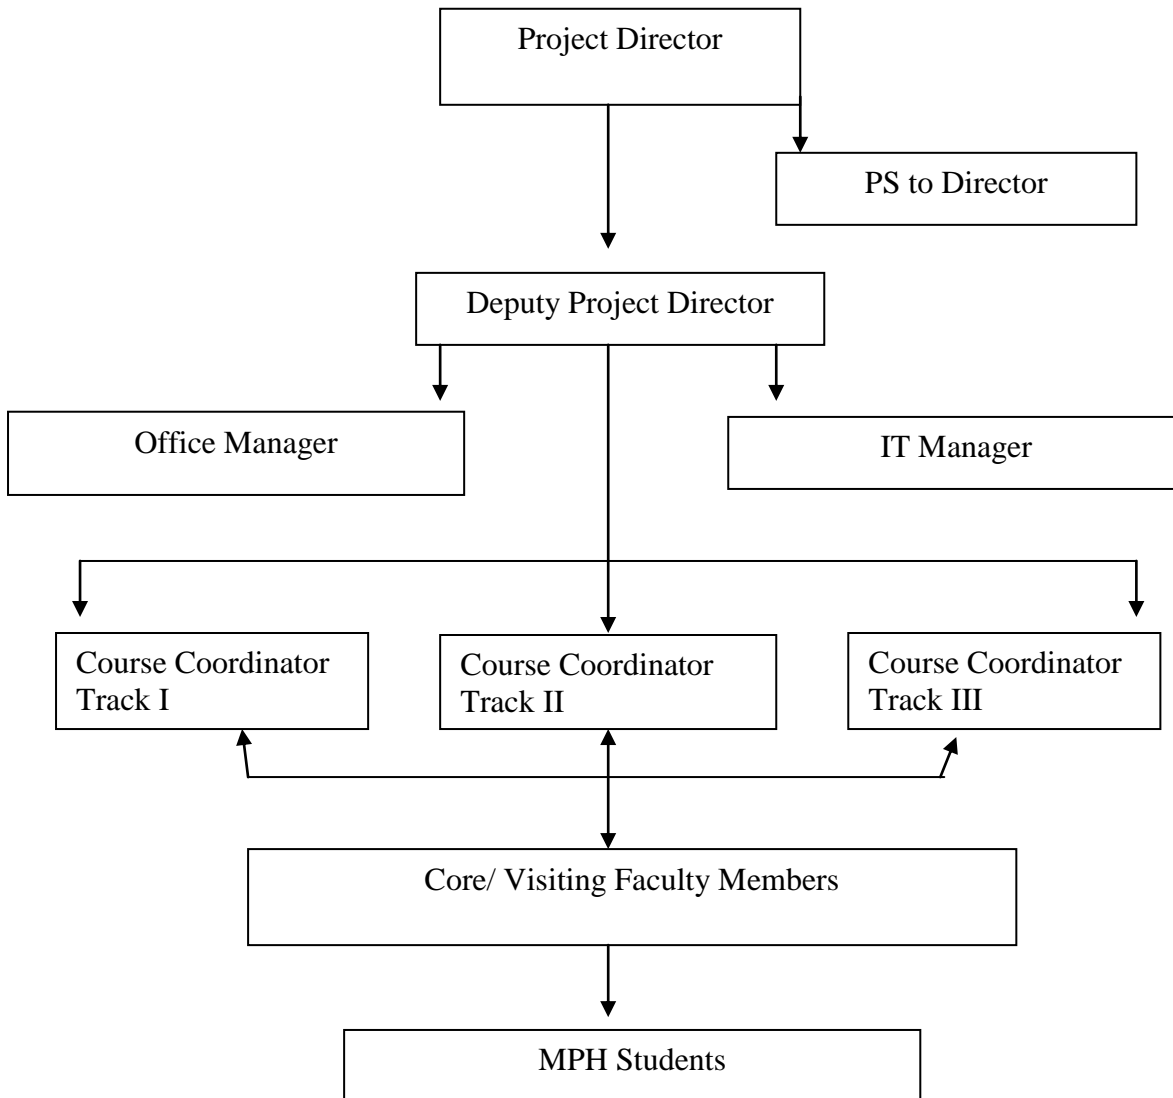 Project Director
PS to Director
Deputy Project Director
Office Manager
IT Manager
Course Coordinator
Track I
Course Coordinator
Track II
Course Coordinator
Track III
Core/ Visiting Faculty Members
MPH Students